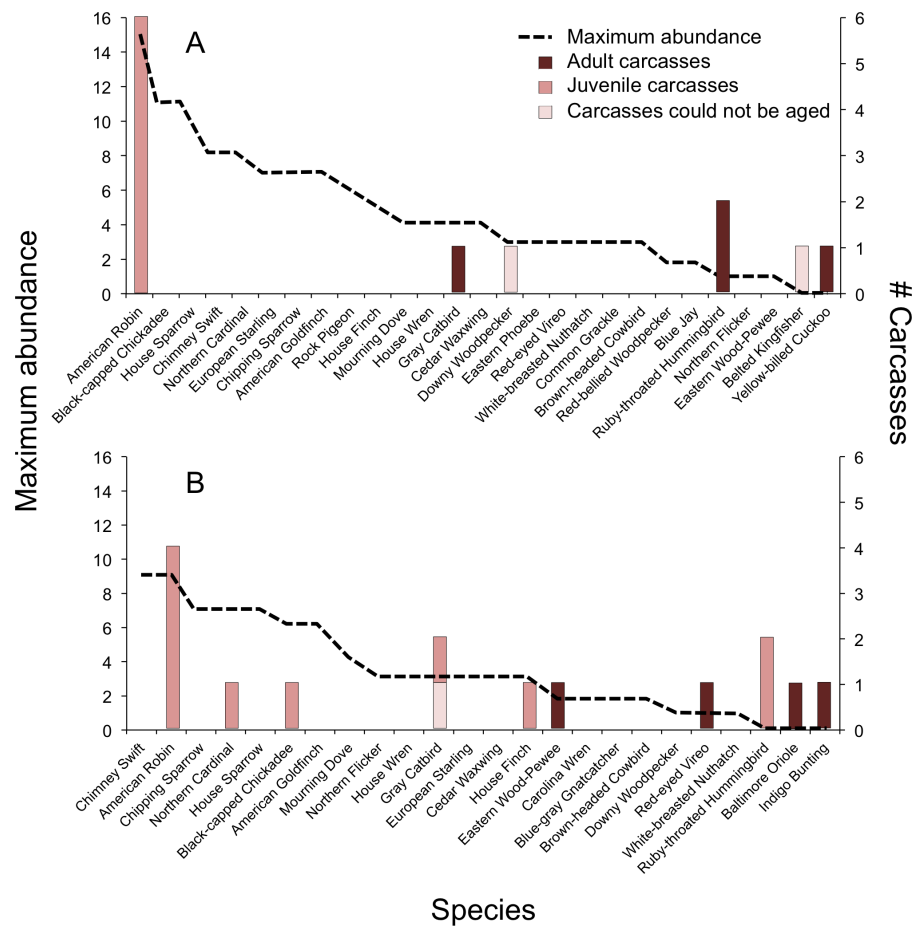 A
Maximum abundance
Adult carcasses
Juvenile carcasses
Carcasses could not be aged
16
14
12
10
8
6
4
2
0
6
5
4
3
2
1
0
American Robin
Black-capped Chickadee
House Sparrow
Chimney Swift
Northern Cardinal
European Starling
Chipping Sparrow
American Goldfinch
Rock Pigeon
House Finch
Mourning Dove
House Wren
Gray Catbird
Cedar Waxwing
Downy Woodpecker
Eastern Phoebe
Red-eyed Vireo
White-breasted Nuthatch
Common Grackle
Brown-headed Cowbird
Red-bellied Woodpecker
Blue Jay
Ruby-throated Hummingbird
Northern Flicker
Eastern Wood-Pewee
Belted Kingfisher
Yellow-billed Cuckoo
Maximum abundance
# Carcasses
B
16
14
12
10
8
6
4
2
0
6
5
4
3
2
1
0
Chimney Swift
American Robin
Chipping Sparrow
Northern Cardinal
House Sparrow
Black-capped Chickadee
American Goldfinch
Mourning Dove
Northern Flicker
House Wren
Gray Catbird
European Starling
Cedar Waxwing
House Finch
Eastern Wood-Pewee
Carolina Wren
Blue-gray Gnatcatcher
Brown-headed Cowbird
Downy Woodpecker
Red-eyed Vireo
White-breasted Nuthatch
Ruby-throated Hummingbird
Baltimore Oriole
Indigo Bunting
Species